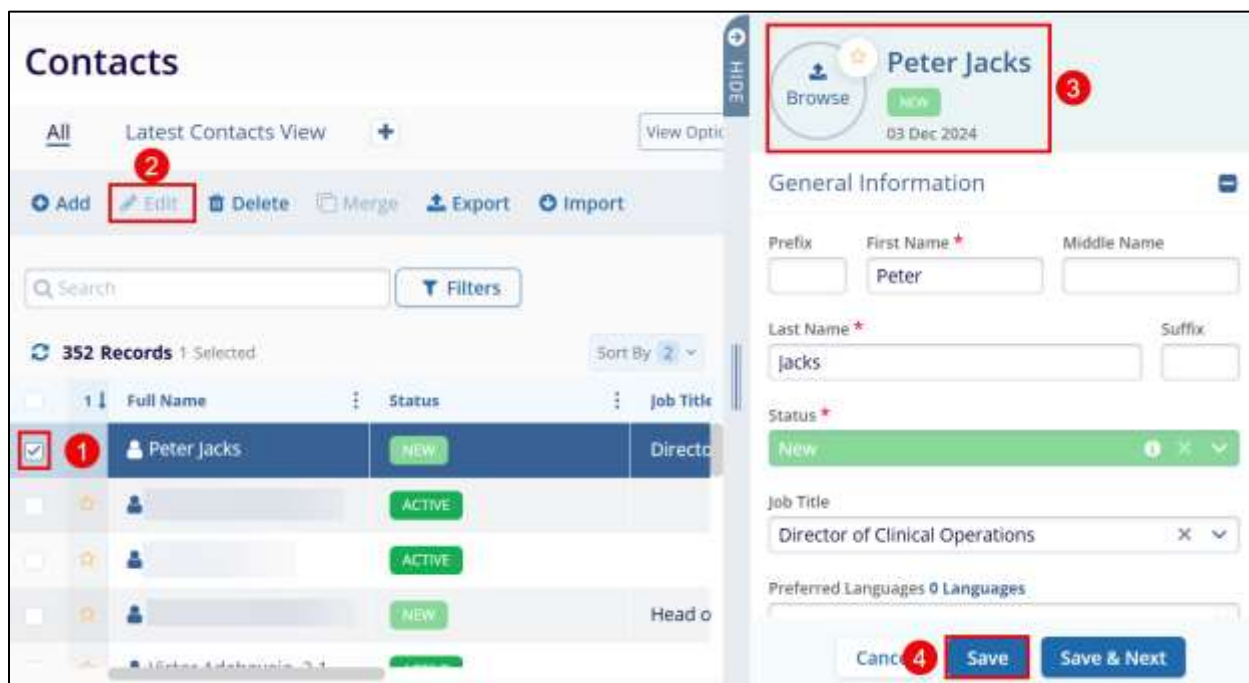 Contacts
All Latest Contacts View
View Optic
2
Add Edit Delete Merge Export Import
Search Filters
352 Records 1 Selected Sort By 2
1 Full Name Status Job Title
1 Peter Jacks NEW Directo
ACTIVE
ACTIVE
NEW Head o
HIDE
Browse
Peter Jacks
NEW
03 Dec 2024
3
General Information
Prefix First Name * Middle Name
Peter
Last Name * Suffix
Jacks
Status *
New
Job Title
Director of Clinical Operations
Preferred Languages 0 Languages
Cance 4 Save Save & Next